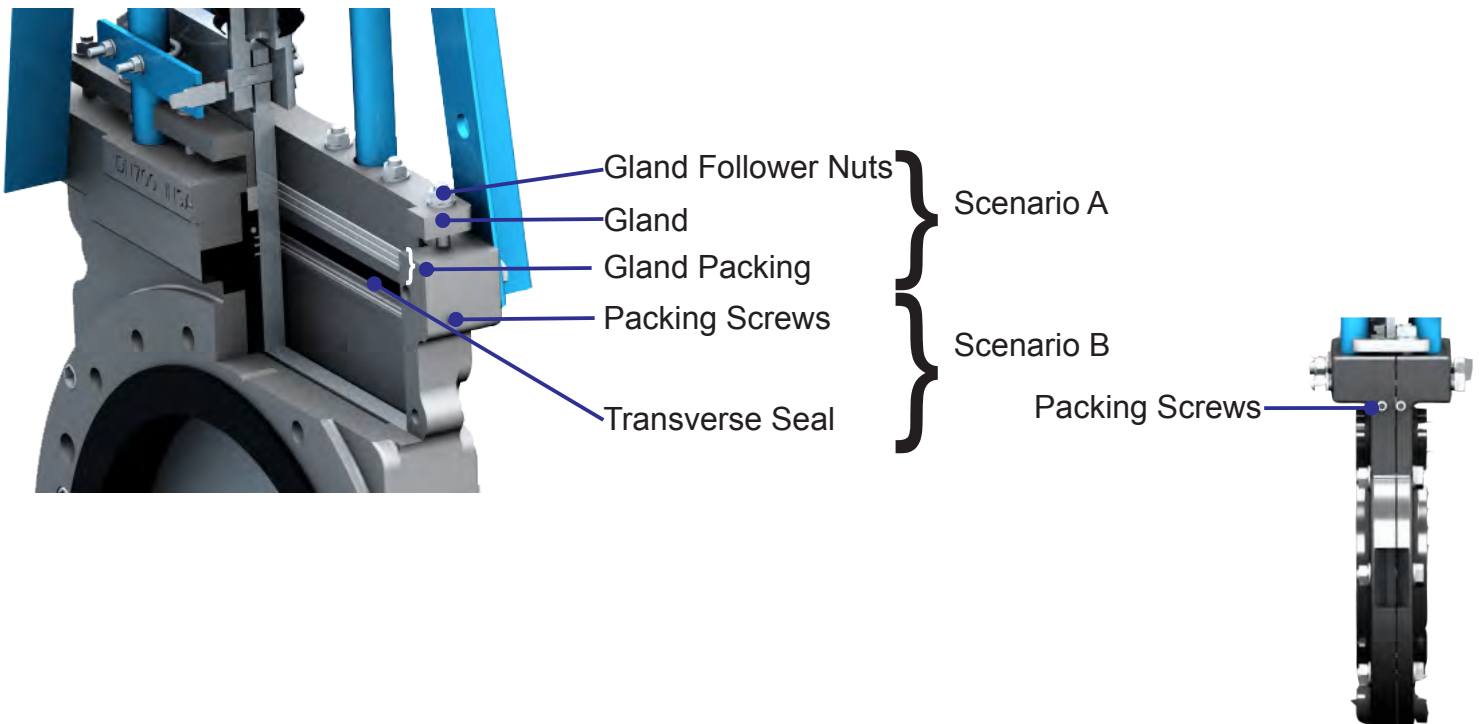 Gland Follower Nuts
Gland
Gland Packing
Packing Screws
Transverse Seal
Scenario A
Scenario B
Packing Screws